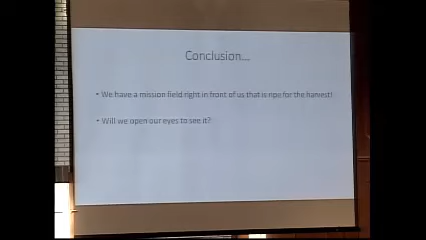 Conclusion...
• We have a mission field right in front of us that is ripe for the harvest!
• Will we open our eyes to see it?